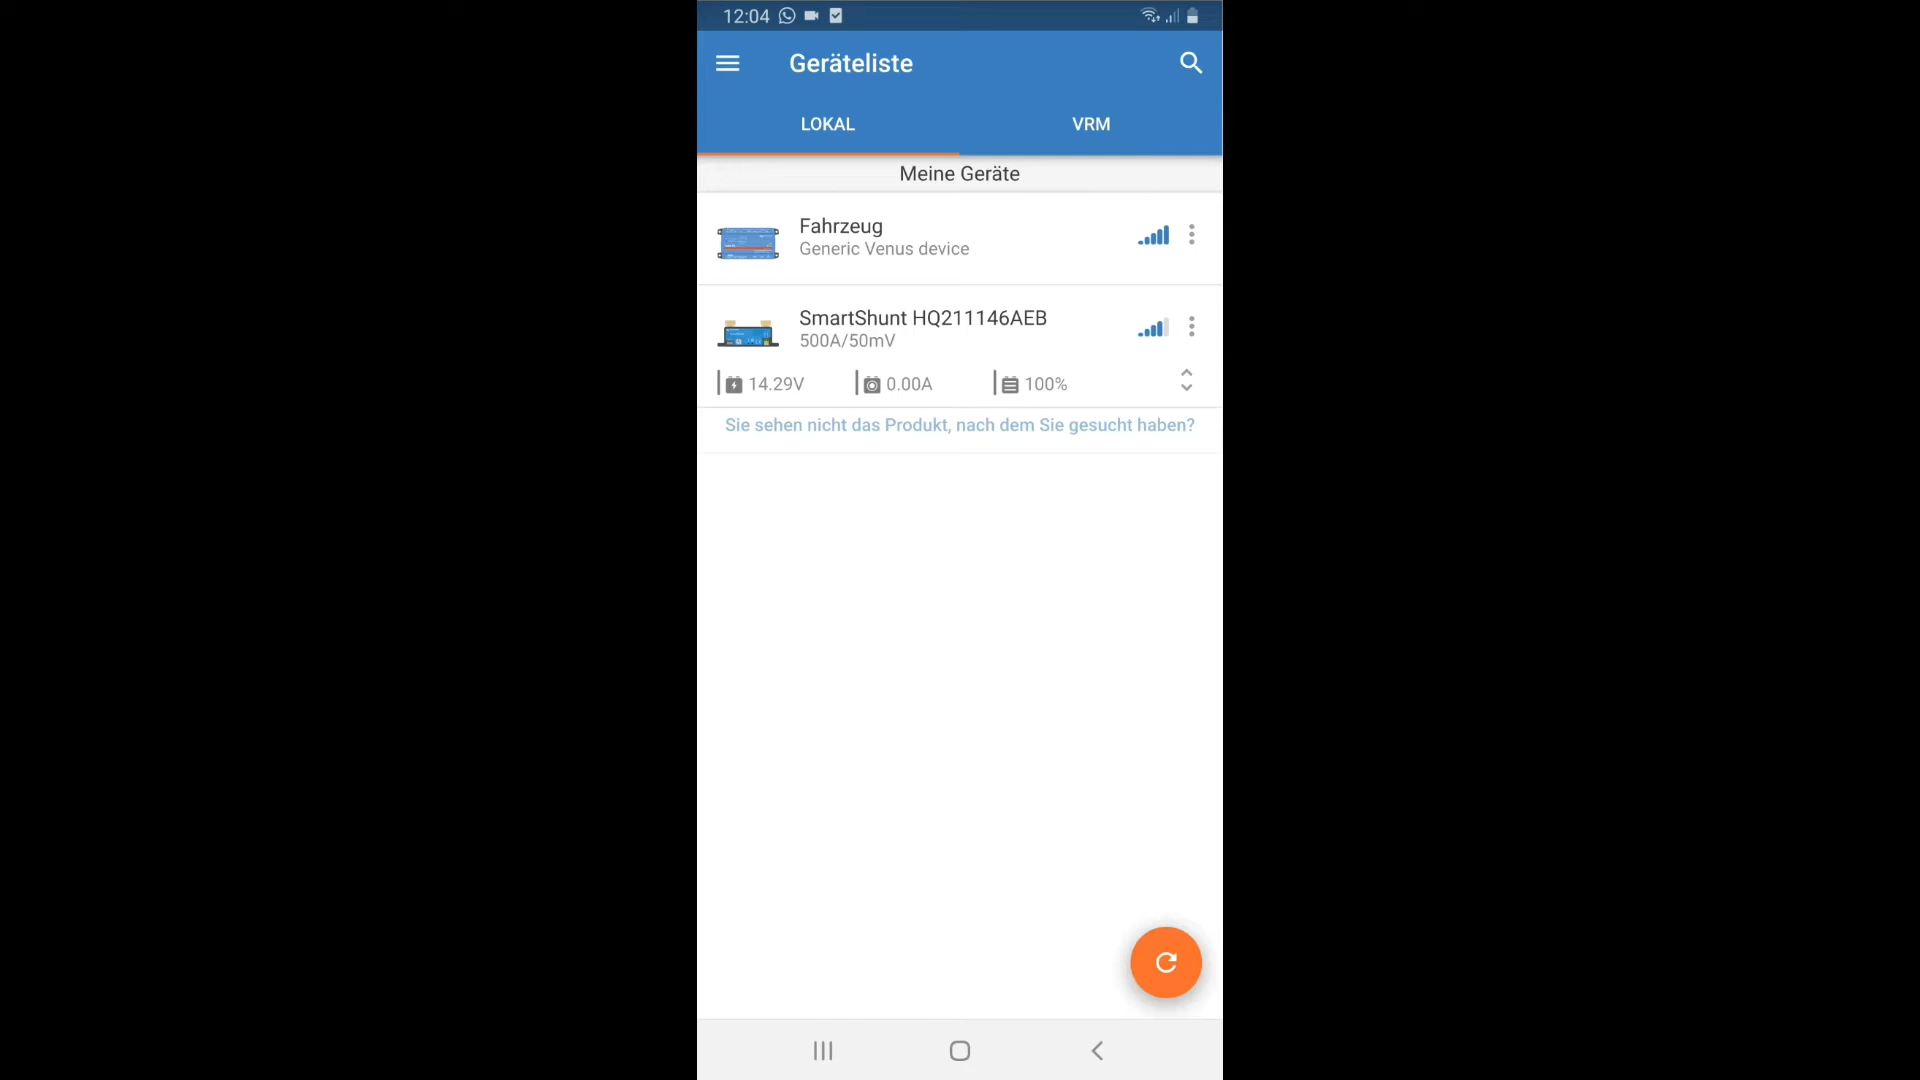 12:04
Geräteliste
LOKAL
VRM
Meine Geräte
Fahrzeug
Generic Venus device
SmartShunt HQ211146AEB
500A/50mV
14.29V
0.00A
100%
Sie sehen nicht das Produkt, nach dem Sie gesucht haben?